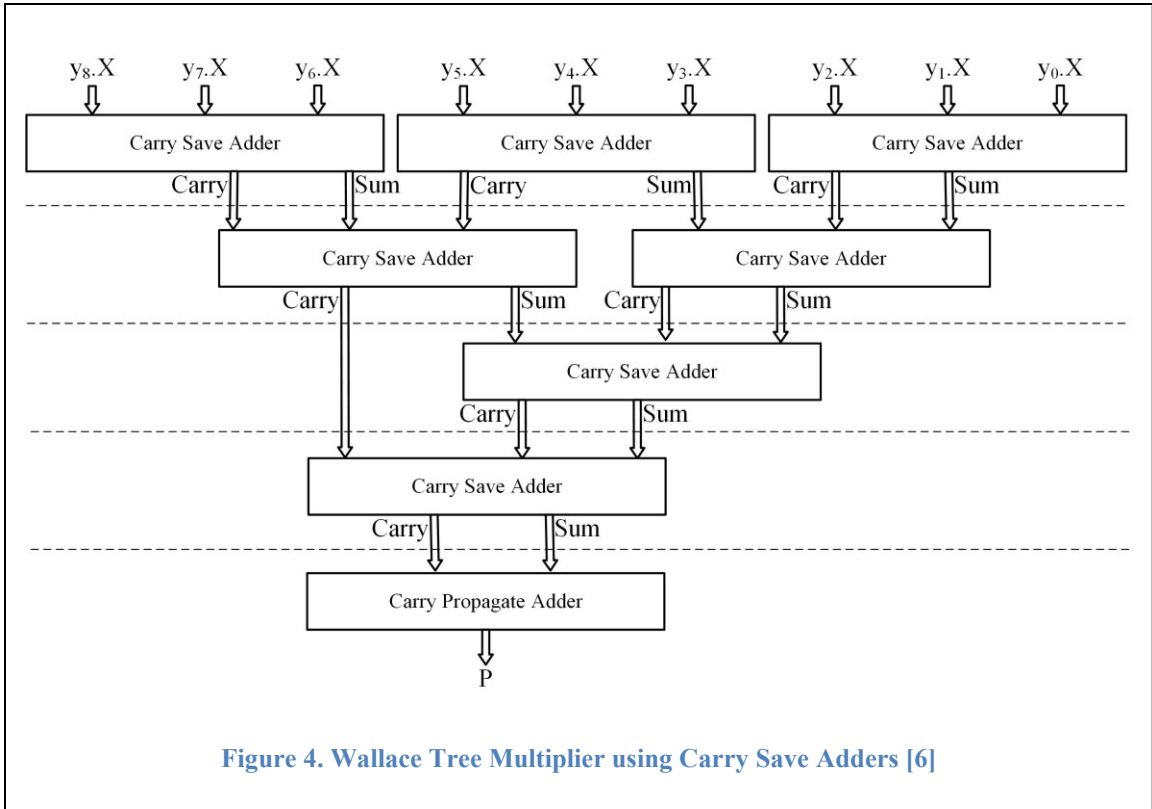 y8.X y7.X y6.X y5.X y4.X y3.X y2.X y1.X y0.X
Carry Save Adder Carry Save Adder Carry Save Adder
Carry Sum Carry Sum Carry Sum
Carry Save Adder Carry Save Adder
Carry Sum Carry Sum
Carry Save Adder
Carry Sum
Carry Save Adder
Carry Sum
Carry Propagate Adder
P
Figure 4. Wallace Tree Multiplier using Carry Save Adders [6]